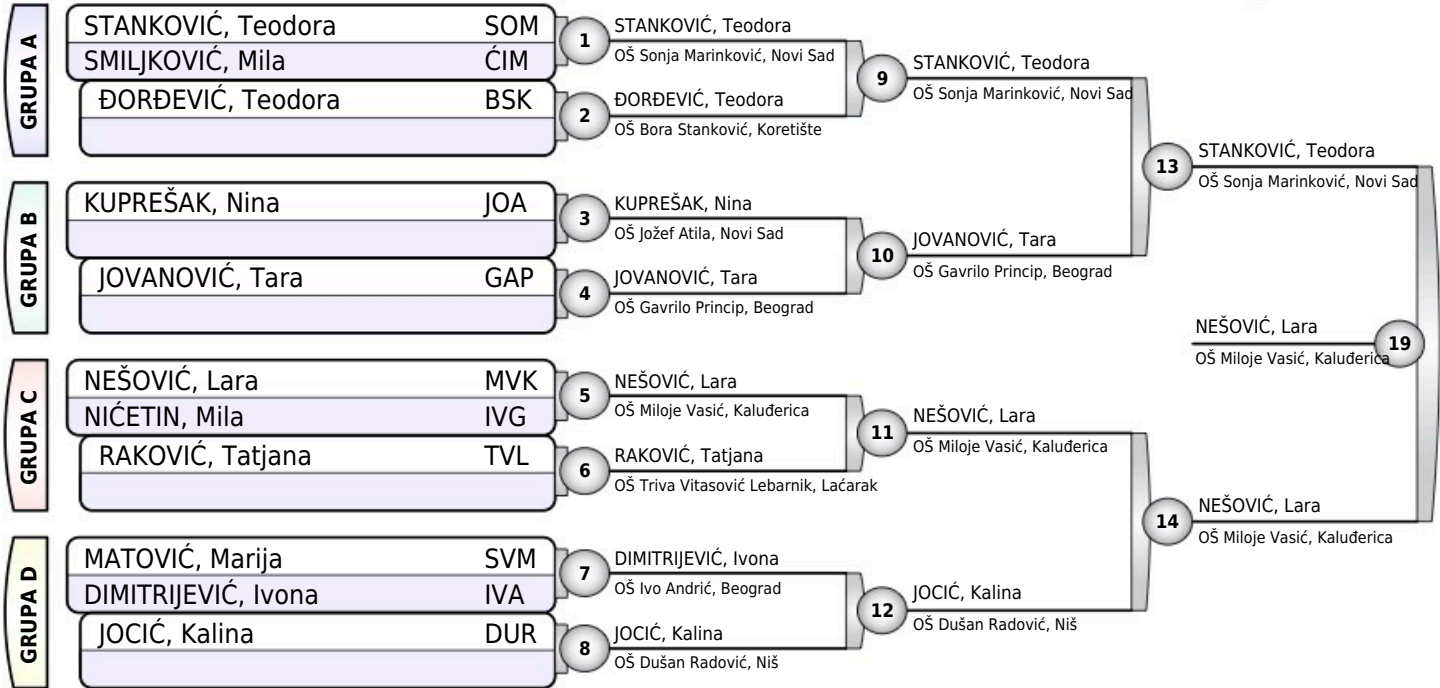 GRUPA A
STANKOVIĆ, Teodora SOM
SMILJKOVIĆ, Mila ĆIM
ĐORĐEVIĆ, Teodora BSK
GRUPA B
KUPREŠAK, Nina JOA
JOVANOVIĆ, Tara GAP
GRUPA C
NEŠOVIĆ, Lara MVK
NIĆETIN, Mila IVG
RAKOVIĆ, Tatjana TVL
GRUPA D
MATOVIĆ, Marija SVM
DIMITRIJEVIĆ, Ivona IVA
JOCIĆ, Kalina DUR
1
STANKOVIĆ, Teodora
OŠ Sonja Marinković, Novi Sad
2
ĐORĐEVIĆ, Teodora
OŠ Bora Stanković, Koretište
3
KUPREŠAK, Nina
OŠ Jožef Atila, Novi Sad
4
JOVANOVIĆ, Tara
OŠ Gavrilo Princip, Beograd
5
NEŠOVIĆ, Lara
OŠ Miloje Vasić, Kaluđerica
6
RAKOVIĆ, Tatjana
OŠ Triva Vitasović Lebarnik, Laćarak
7
DIMITRIJEVIĆ, Ivona
OŠ Ivo Andrić, Beograd
8
JOCIĆ, Kalina
OŠ Dušan Radović, Niš
9
STANKOVIĆ, Teodora
OŠ Sonja Marinković, Novi Sad
10
JOVANOVIĆ, Tara
OŠ Gavrilo Princip, Beograd
11
NEŠOVIĆ, Lara
OŠ Miloje Vasić, Kaluđerica
12
JOCIĆ, Kalina
OŠ Dušan Radović, Niš
13
STANKOVIĆ, Teodora
OŠ Sonja Marinković, Novi Sad
14
NEŠOVIĆ, Lara
OŠ Miloje Vasić, Kaluđerica
NEŠOVIĆ, Lara
OŠ Miloje Vasić, Kaluđerica
19